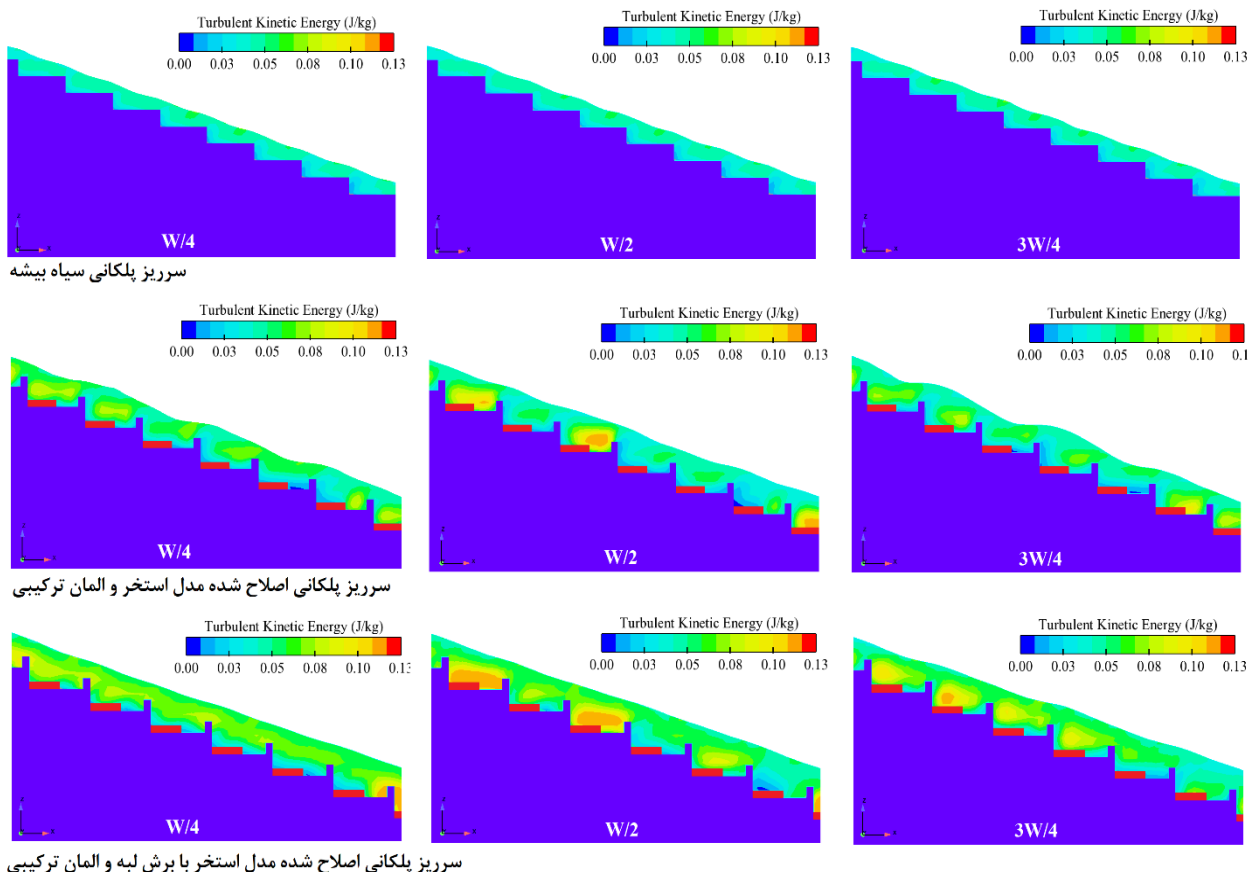 Turbulent Kinetic Energy (J/kg)
0.00 0.03 0.05 0.08 0.10 0.13
z
x
W/4
Turbulent Kinetic Energy (J/kg)
0.00 0.03 0.05 0.08 0.10 0.13
z
x
W/2
Turbulent Kinetic Energy (J/kg)
0.00 0.03 0.05 0.08 0.10 0.13
z
x
3W/4
سرریز پلکانی سیاه بیشه
Turbulent Kinetic Energy (J/kg)
0.00 0.03 0.05 0.08 0.10 0.13
z
x
W/4
Turbulent Kinetic Energy (J/kg)
0.00 0.03 0.05 0.08 0.10 0.13
z
x
W/2
Turbulent Kinetic Energy (J/kg)
0.00 0.03 0.05 0.08 0.10 0.1
z
x
3W/4
سرریز پلکانی اصلاح شده مدل استخر و المان ترکیبی
Turbulent Kinetic Energy (J/kg)
0.00 0.03 0.05 0.08 0.10 0.13
z
x
W/4
Turbulent Kinetic Energy (J/kg)
0.00 0.03 0.05 0.08 0.10 0.13
z
x
W/2
Turbulent Kinetic Energy (J/kg)
0.00 0.03 0.05 0.08 0.10 0.13
z
x
3W/4
سرریز پلکانی اصلاح شده مدل استخر با برش لبه و المان ترکیبی